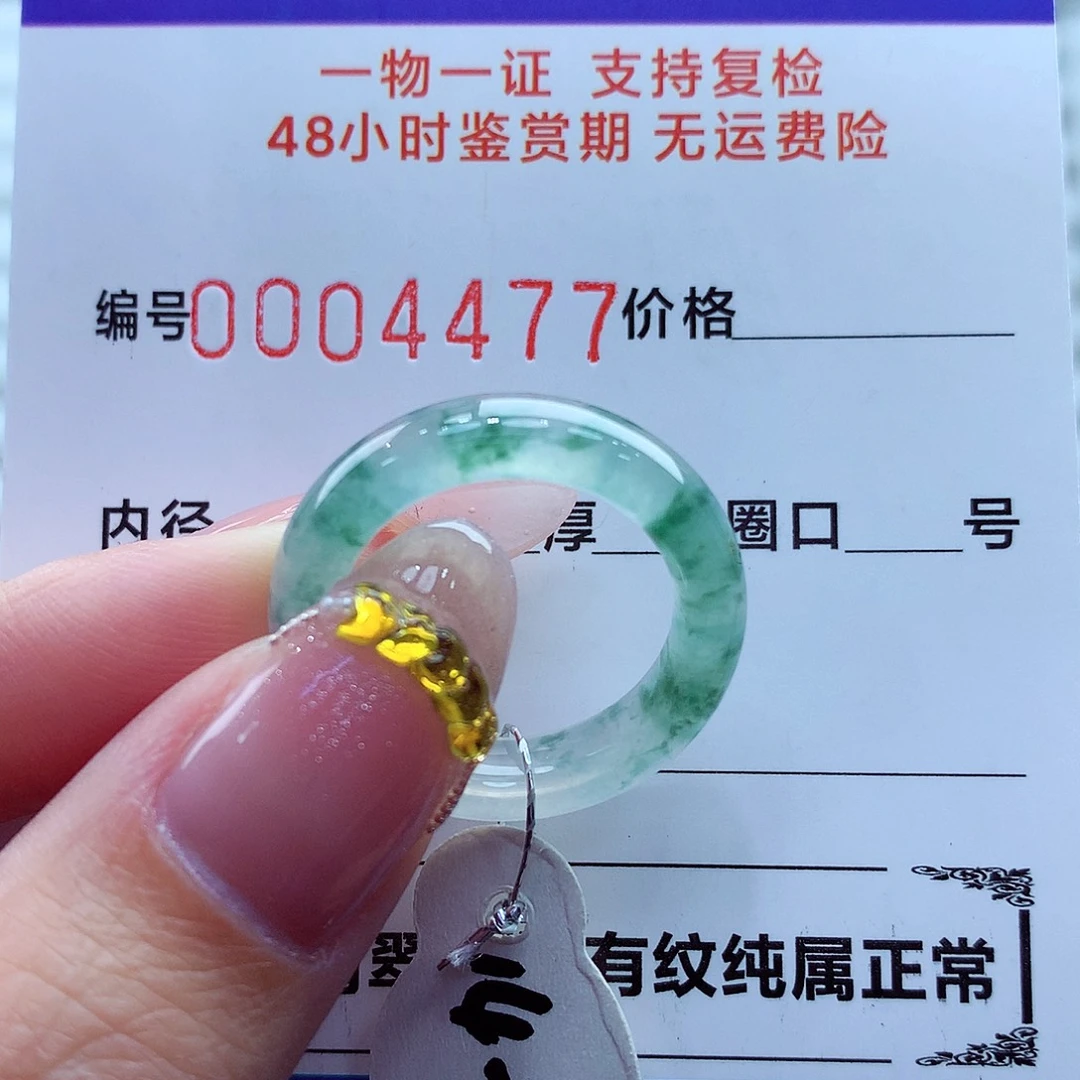 一物一证 支持复检
48小时鉴赏期 无运费险
编号0004477价格
内径 厚 圈口 号
翠 有纹纯属正常